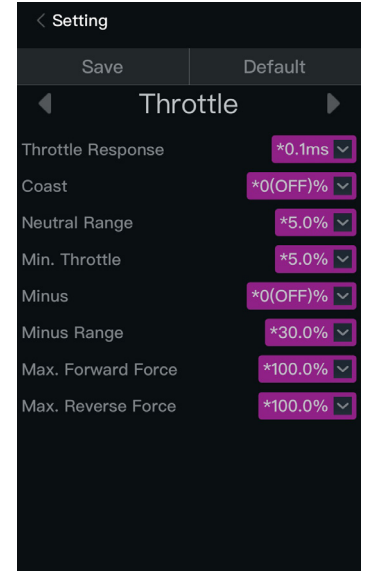 Setting
Save Default
Throttle
Throttle Response *0.1ms
Coast *0(OFF)%
Neutral Range *5.0%
Min. Throttle *5.0%
Minus *0(OFF)%
Minus Range *30.0%
Max. Forward Force *100.0%
Max. Reverse Force *100.0%